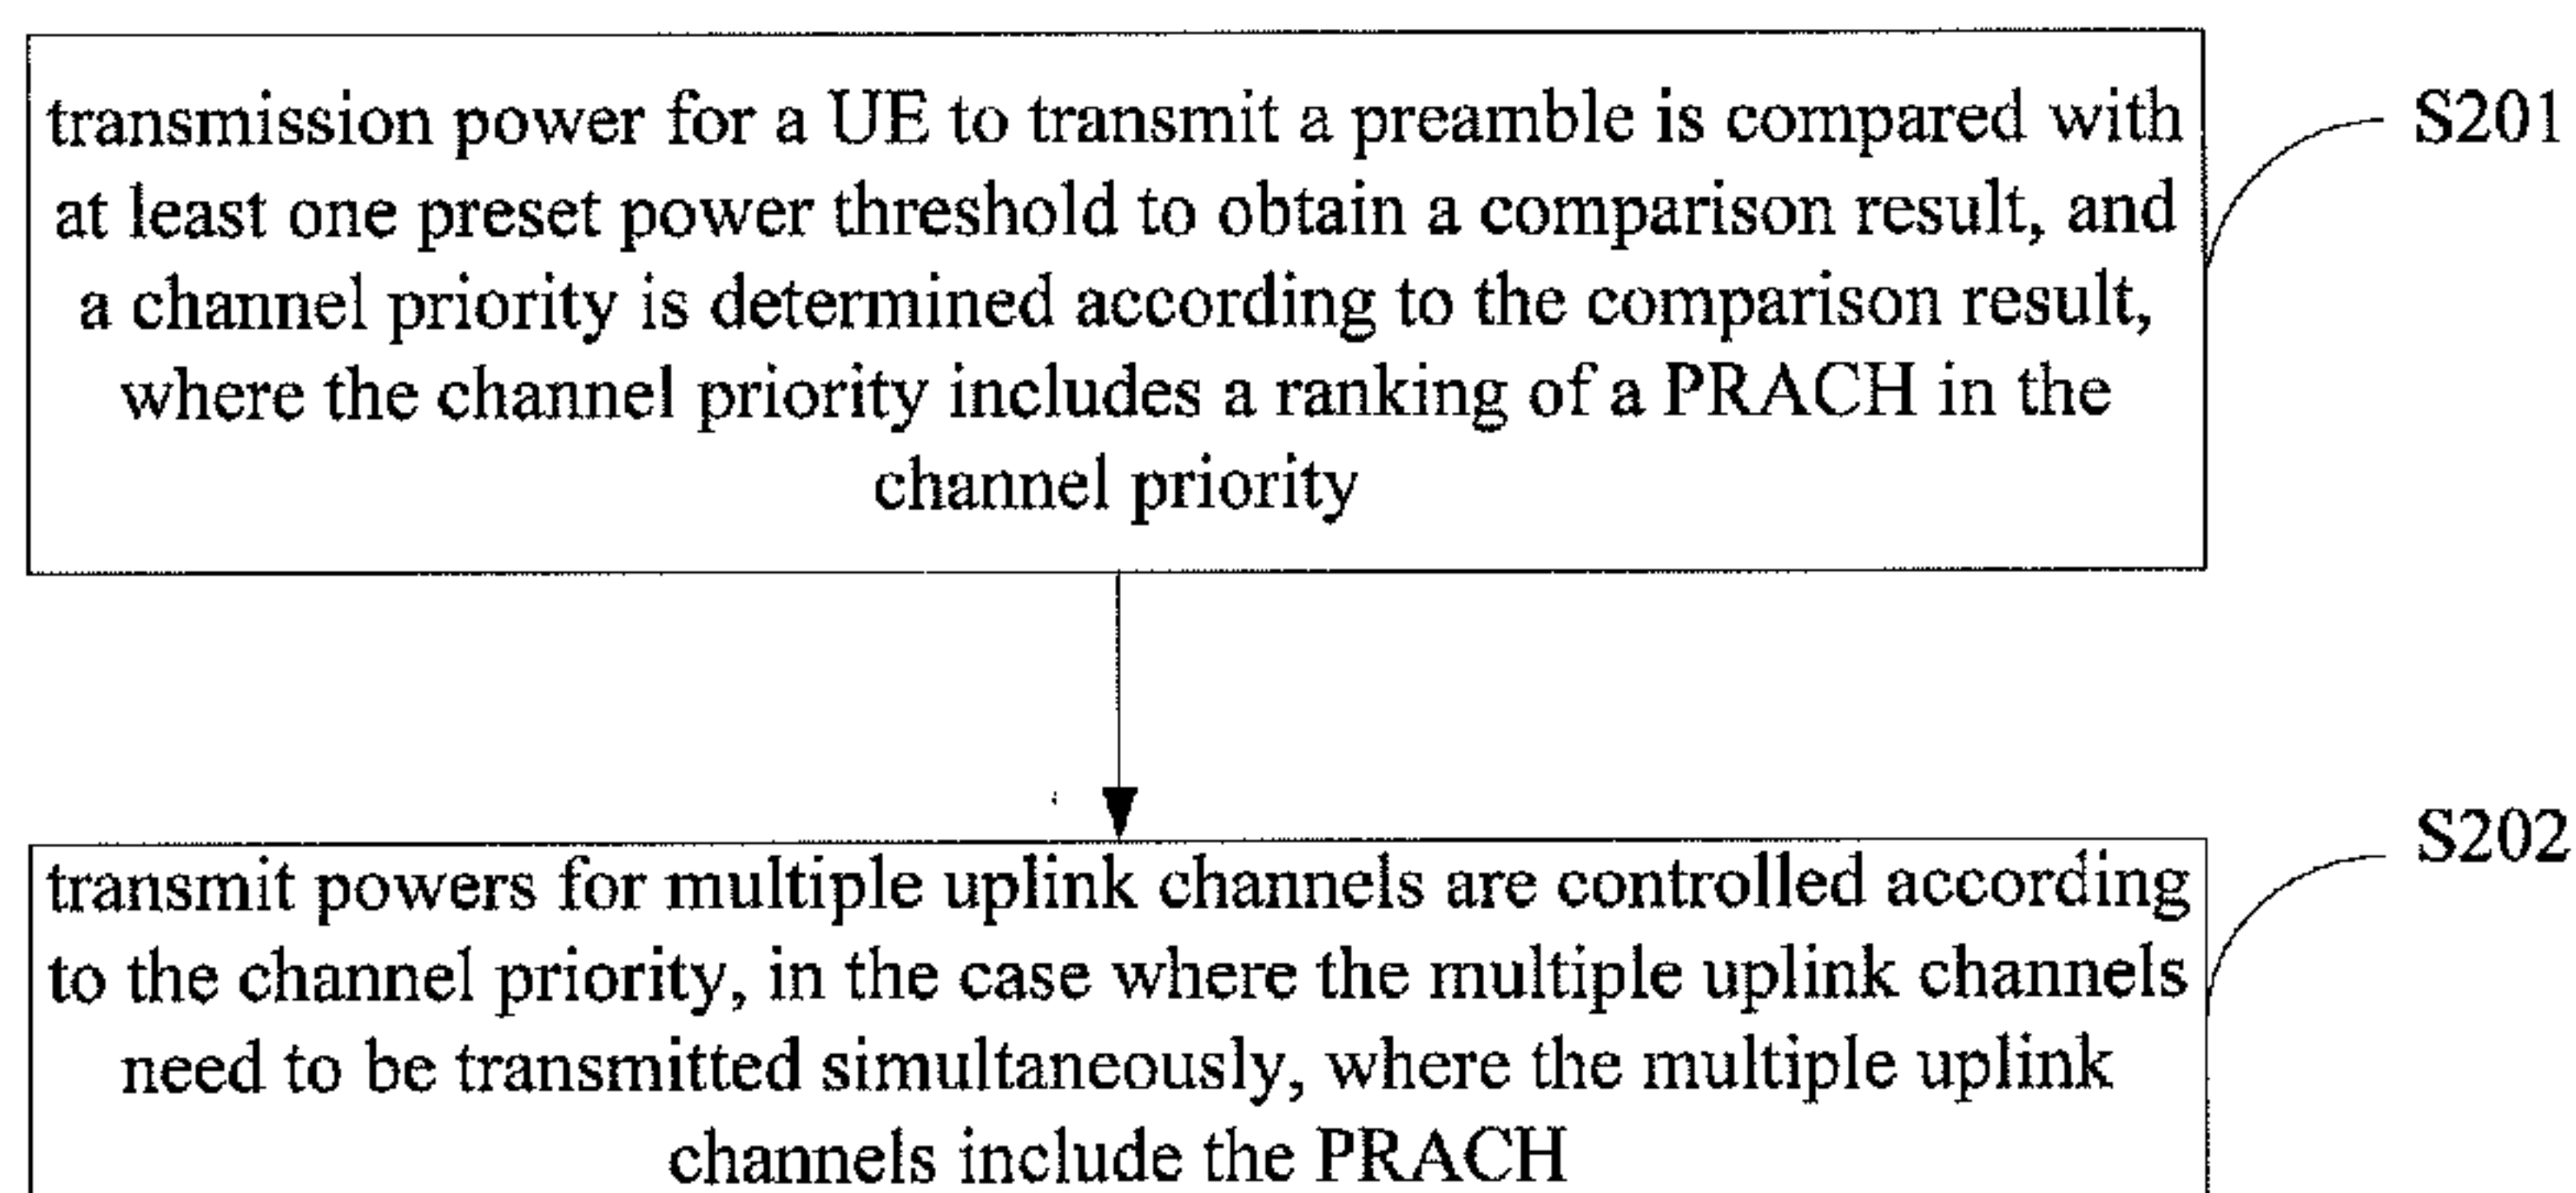 transmission power for a UE to transmit a preamble is compared with
at least one preset power threshold to obtain a comparison result, and
a channel priority is determined according to the comparison result,
where the channel priority includes a ranking of a PRACH in the
channel priority
S201
transmit powers for multiple uplink channels are controlled according
to the channel priority, in the case where the multiple uplink channels
need to be transmitted simultaneously, where the multiple uplink
channels include the PRACH
S202